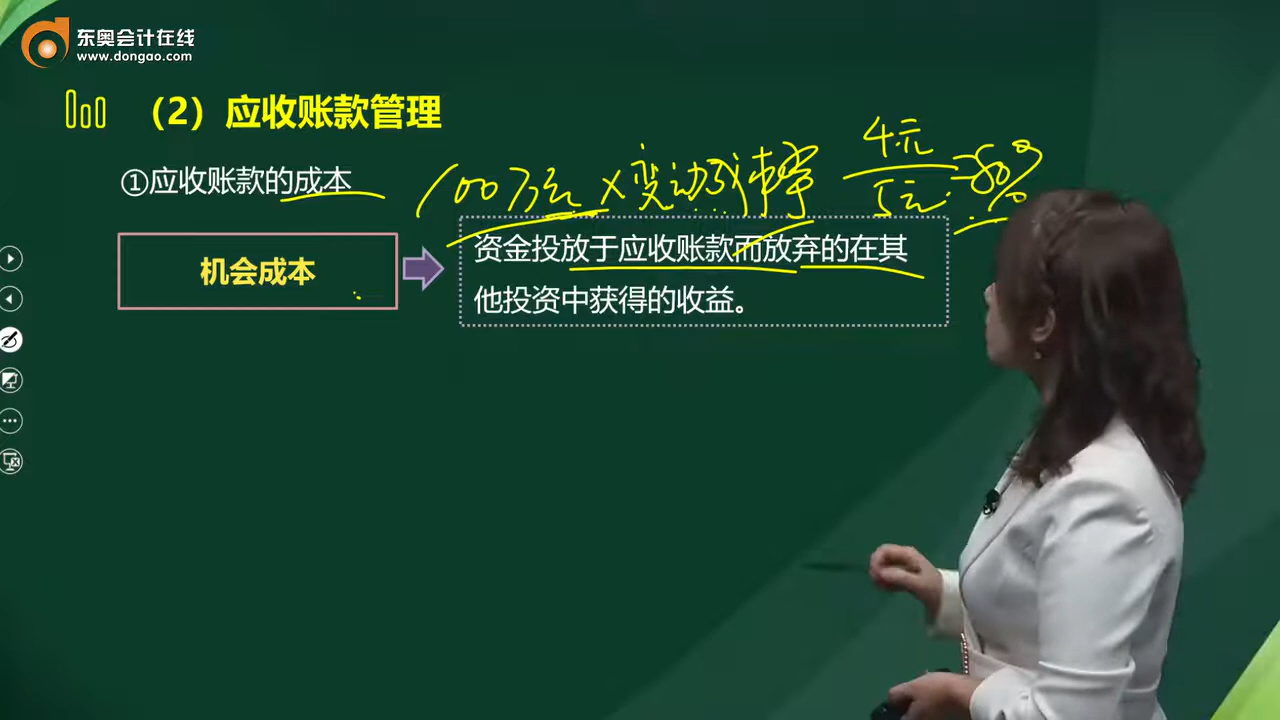 东奥会计在线
www.dongao.com
（2）应收账款管理
①应收账款的成本
100万元×变动成本率
4元
5元
=80%
机会成本
资金投放于应收账款而放弃的在其
他投资中获得的收益。